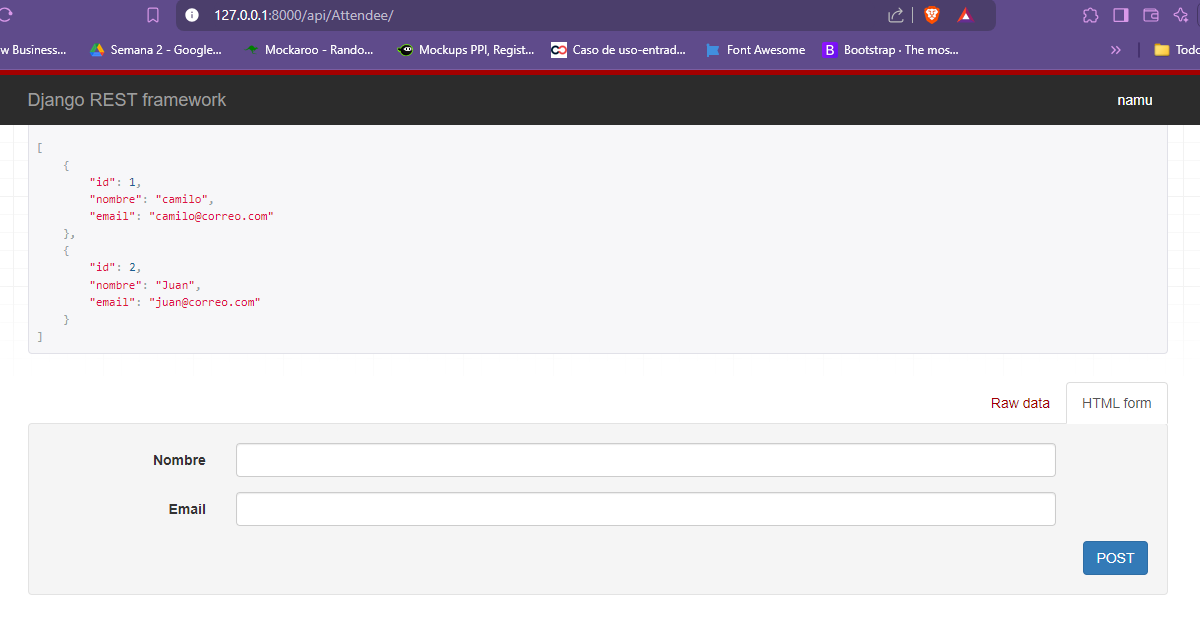 127.0.0.1:8000/api/Attendee/
w Business...
Semana 2 - Google...
Mockaroo - Rando...
Mockups PPI, Regist...
Caso de uso-entrad...
Font Awesome
B
Bootstrap · The mos...
»
Todo
Django REST framework
namu
[
{
"id": 1,
"nombre": "camilo",
"email": "camilo@correo.com"
},
{
"id": 2,
"nombre": "Juan",
"email": "juan@correo.com"
}
]
Raw data
HTML form
Nombre
Email
POST